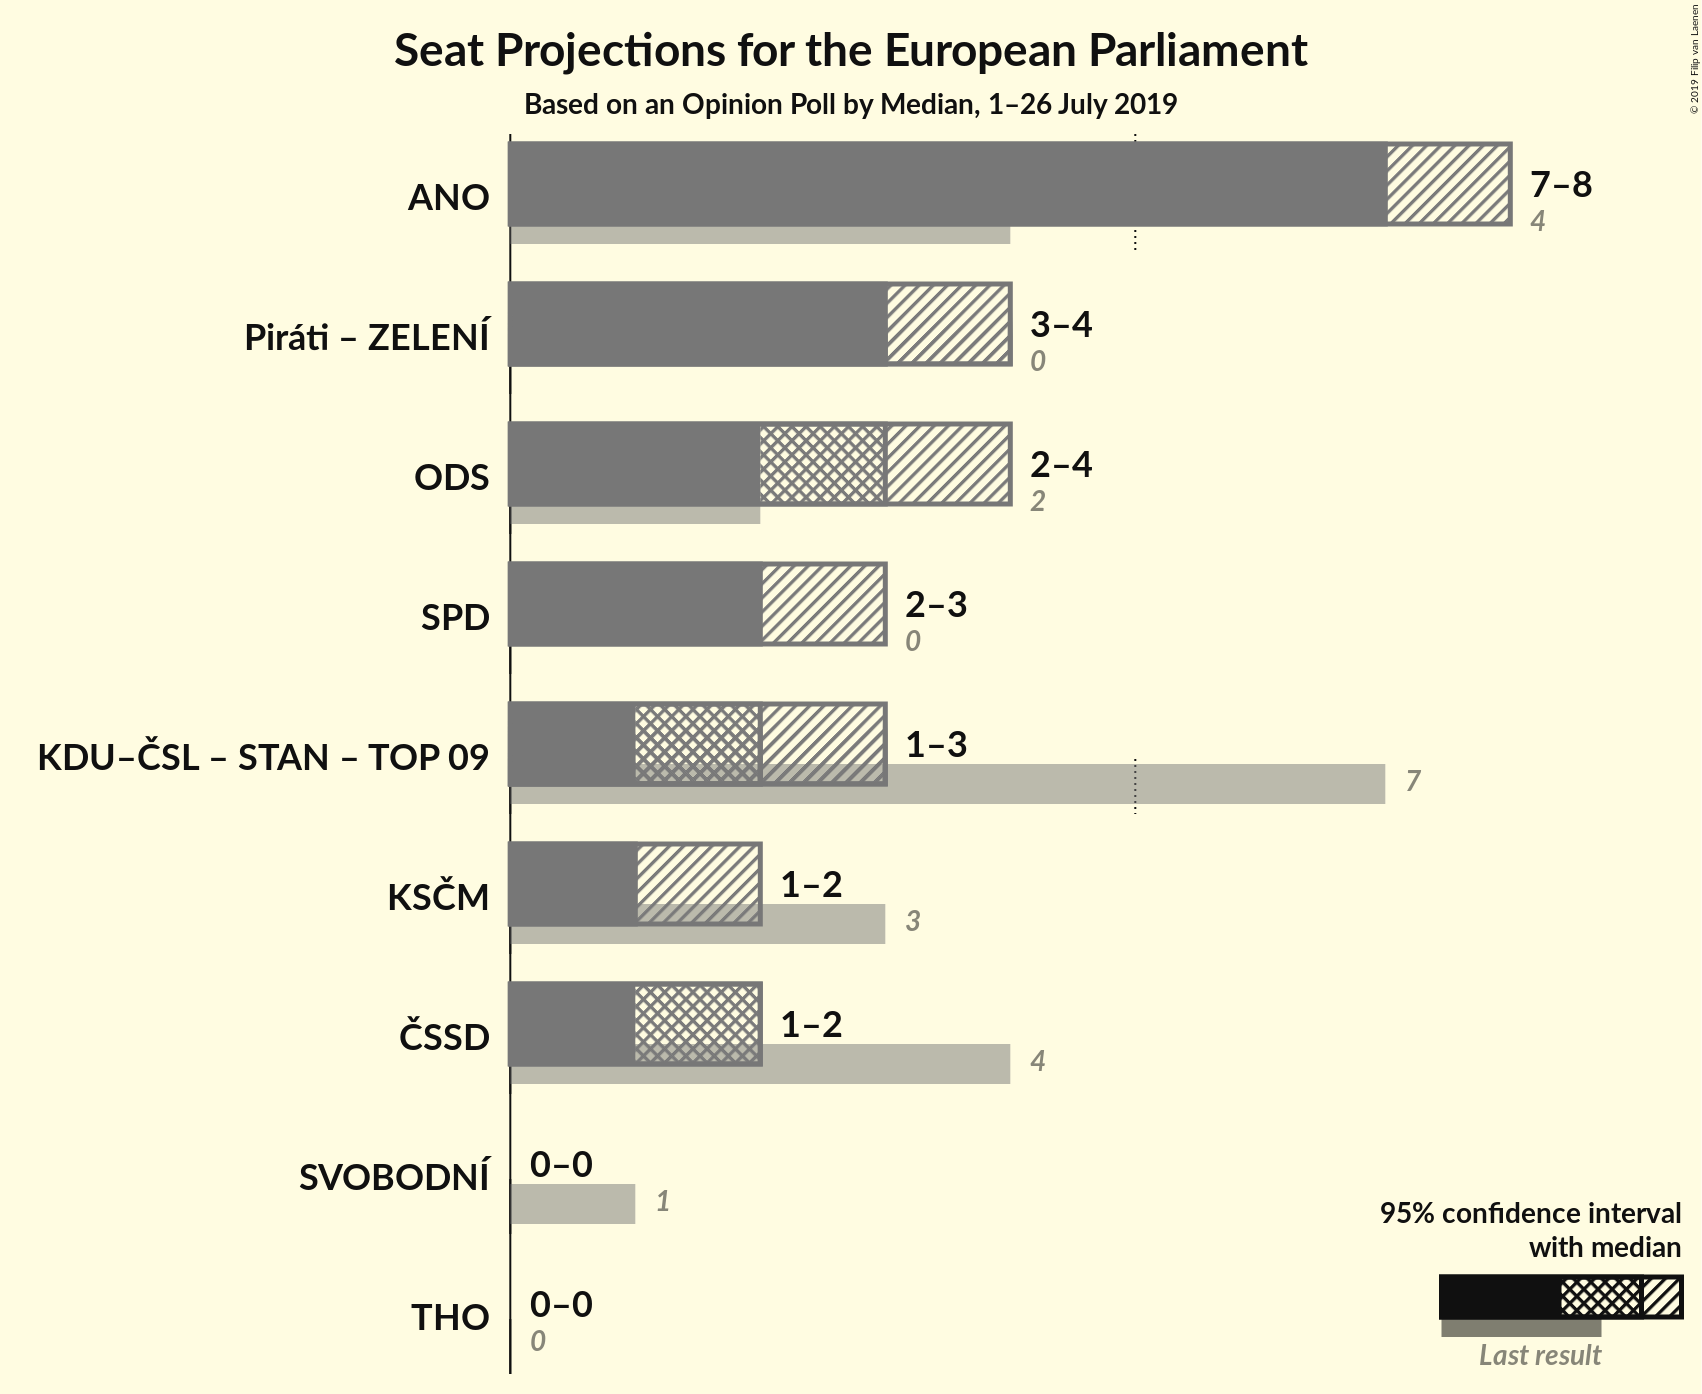 Seat Projections for the European Parliament
Based on an Opinion Poll by Median, 1–26 July 2019
© 2019 Filip van Laenen
ANO
7–8
4
Piráti – ZELENÍ
3–4
0
ODS
2–4
2
SPD
2–3
0
KDU–ČSL – STAN – TOP 09
1–3
7
KSČM
1–2
3
ČSSD
1–2
4
SVOBODNÍ
0–0
1
THO
0–0
0
95% confidence interval
with median
Last result